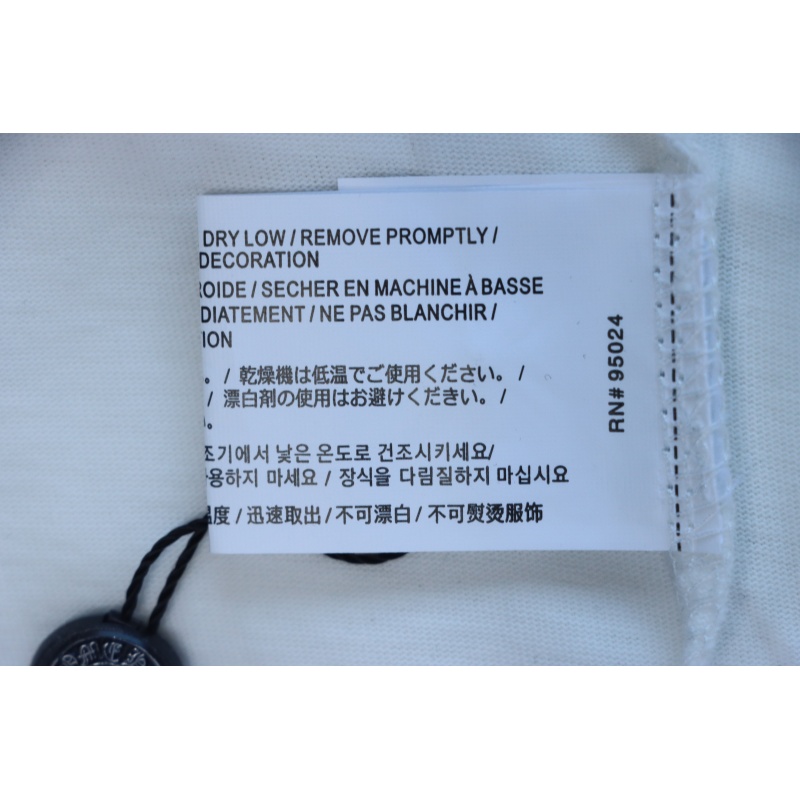 DRY LOW / REMOVE PROMPTLY /
DECORATION
OIDE / SECHER EN MACHINE À BASSE
DIATEMENT / NE PAS BLANCHIR /
ION
。 / 乾燥機は低温でご使用ください。 /
/ 漂白剤の使用はお避けください。 /
。
조기에서 낮은 온도로 건조시키세요/
용하지 마세요 / 장식을 다림질하지 마십시요
度 / 迅速取出 / 不可漂白 / 不可熨烫服饰
RN# 95024